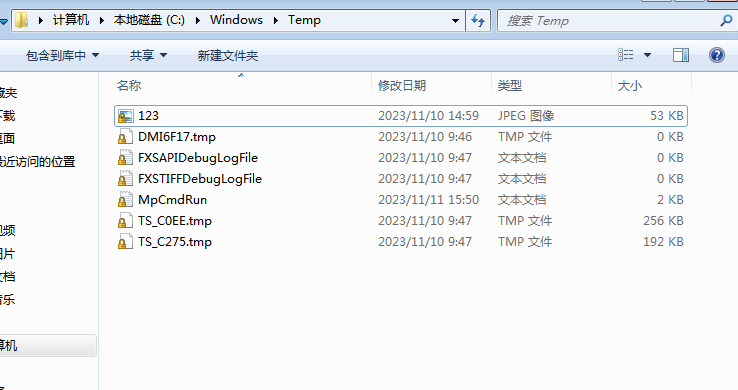 计算机 本地磁盘 (C:) Windows Temp 搜索 Temp
包含到库中 共享 新建文件夹
名称 修改日期 类型 大小
123 2023/11/10 14:59 JPEG 图像 53 KB
DMI6F17.tmp 2023/11/10 9:46 TMP 文件 0 KB
FXSAPIDebugLogFile 2023/11/10 9:47 文本文档 0 KB
FXSTIFFDebugLogFile 2023/11/10 9:47 文本文档 0 KB
MpCmdRun 2023/11/11 15:50 文本文档 2 KB
TS_C0EE.tmp 2023/11/10 9:47 TMP 文件 256 KB
TS_C275.tmp 2023/11/10 9:47 TMP 文件 192 KB
藏夹
下载
桌面
最近访问的位置
视频
图片
文档
音乐
算机